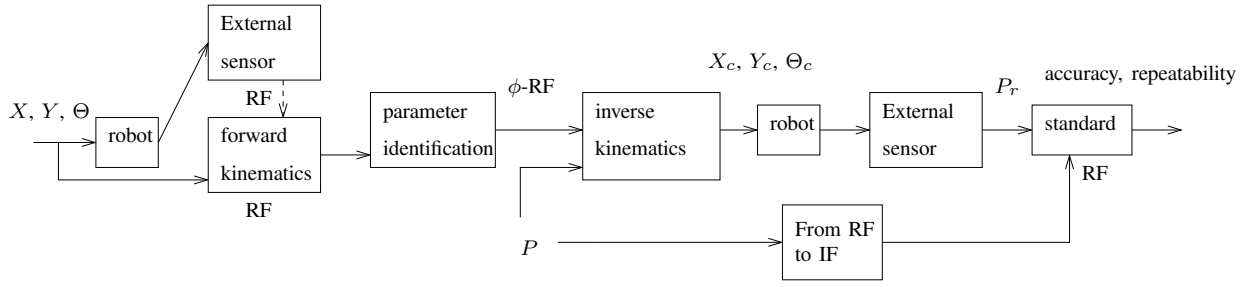 External
sensor
RF
X, Y, Θ
robot
forward
kinematics
RF
parameter
identification
ϕ-RF
inverse
kinematics
X_c, Y_c, Θ_c
robot
External
sensor
P_r
accuracy, repeatability
standard
RF
P
From RF
to IF